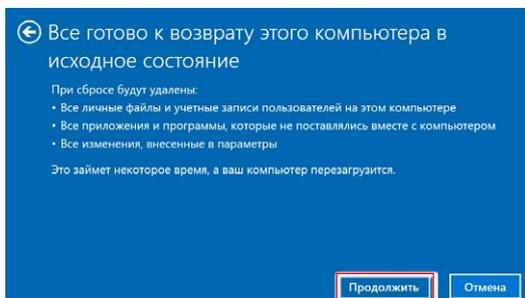 Все готово к возврату этого компьютера в
исходное состояние
При сбросе будут удалены:
• Все личные файлы и учетные записи пользователей на этом компьютере
• Все приложения и программы, которые не поставлялись вместе с компьютером
• Все изменения, внесенные в параметры
Это займет некоторое время, а ваш компьютер перезагрузится.
Продолжить Отмена